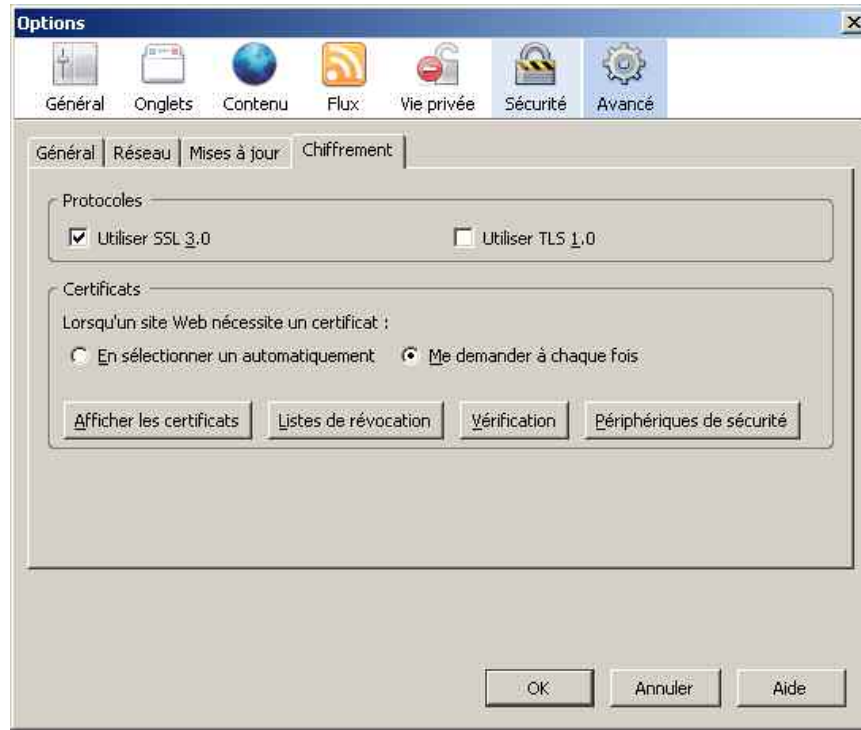 Options
Général Onglets Contenu Flux Vie privée Sécurité Avancé
Général Réseau Mises à jour Chiffrement
Protocoles
Utiliser SSL 3.0 Utiliser TLS 1.0
Certificats
Lorsqu'un site Web nécessite un certificat :
En sélectionner un automatiquement Me demander à chaque fois
Afficher les certificats Listes de révocation Vérification Périphériques de sécurité
OK Annuler Aide